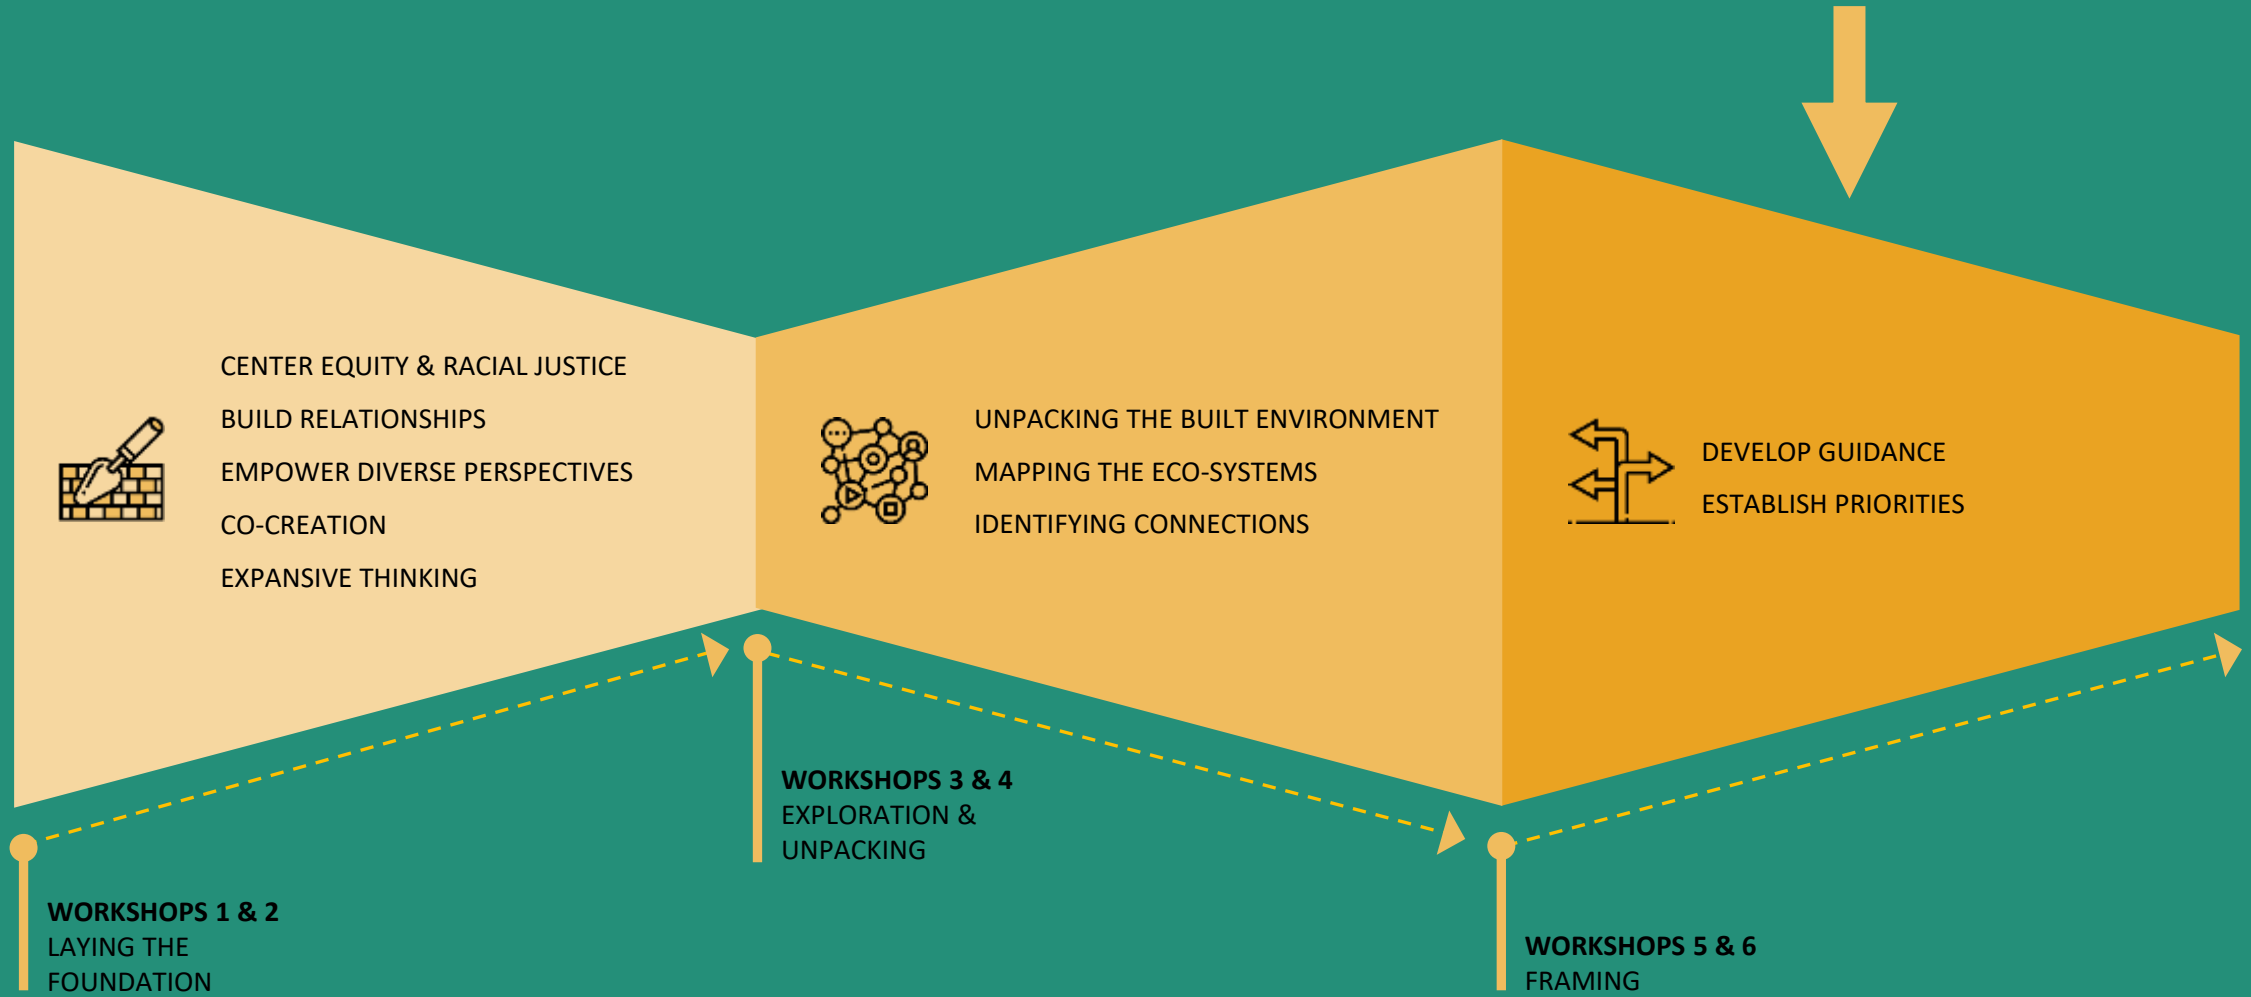 CENTER EQUITY & RACIAL JUSTICE
BUILD RELATIONSHIPS
EMPOWER DIVERSE PERSPECTIVES
CO-CREATION
EXPANSIVE THINKING
UNPACKING THE BUILT ENVIRONMENT
MAPPING THE ECO-SYSTEMS
IDENTIFYING CONNECTIONS
DEVELOP GUIDANCE
ESTABLISH PRIORITIES
WORKSHOPS 1 & 2
LAYING THE
FOUNDATION
WORKSHOPS 3 & 4
EXPLORATION &
UNPACKING
WORKSHOPS 5 & 6
FRAMING